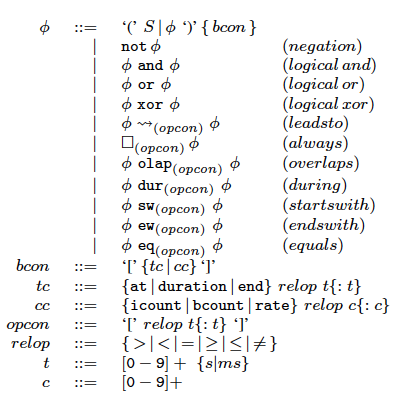 ϕ ::= ‘(’ S | ϕ ‘)’ { bcon }
| not ϕ (negation)
| ϕ and ϕ (logical and)
| ϕ or ϕ (logical or)
| ϕ xor ϕ (logical xor)
| ϕ ⇝(opcon) ϕ (leadsto)
| □(opcon) ϕ (always)
| ϕ olap(opcon) ϕ (overlaps)
| ϕ dur(opcon) ϕ (during)
| ϕ sw(opcon) ϕ (startswith)
| ϕ ew(opcon) ϕ (endswith)
| ϕ eq(opcon) ϕ (equals)
bcon ::= ‘[’ {tc | cc} ‘]’
tc ::= {at | duration | end} relop t{: t}
cc ::= {icount | bcount | rate} relop c{: c}
opcon ::= ‘[’ relop t{: t} ‘]’
relop ::= { > | < | = | ≥ | ≤ | ≠ }
t ::= [0 − 9] + {s|ms}
c ::= [0 − 9]+